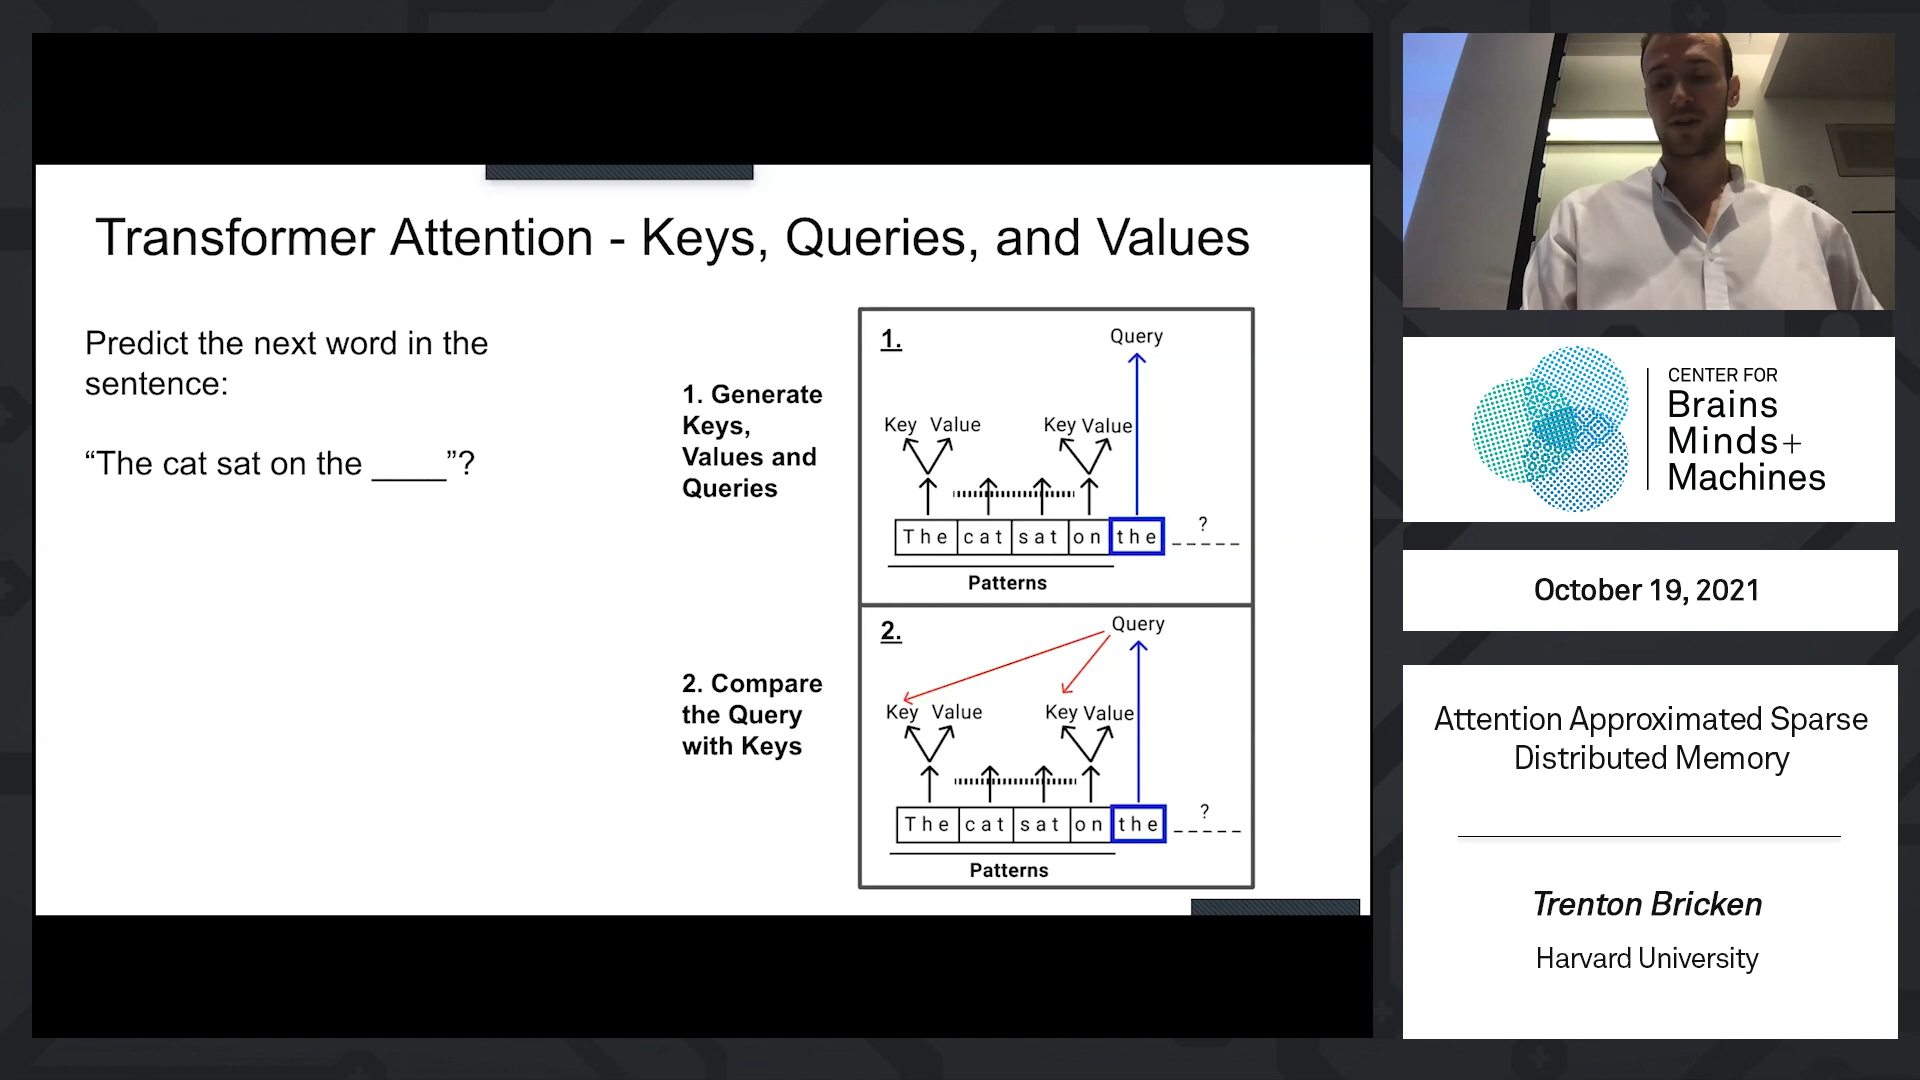 Transformer Attention - Keys, Queries, and Values
Predict the next word in the
sentence:
“The cat sat on the ____”?
1. Generate
Keys,
Values and
Queries
1.
Query
Key Value
Key Value
The cat sat on the
?
_____
Patterns
2. Compare
the Query
with Keys
2.
Query
Key Value
Key Value
The cat sat on the
?
_____
Patterns
CENTER FOR
Brains
Minds+
Machines
October 19, 2021
Attention Approximated Sparse
Distributed Memory
Trenton Bricken
Harvard University